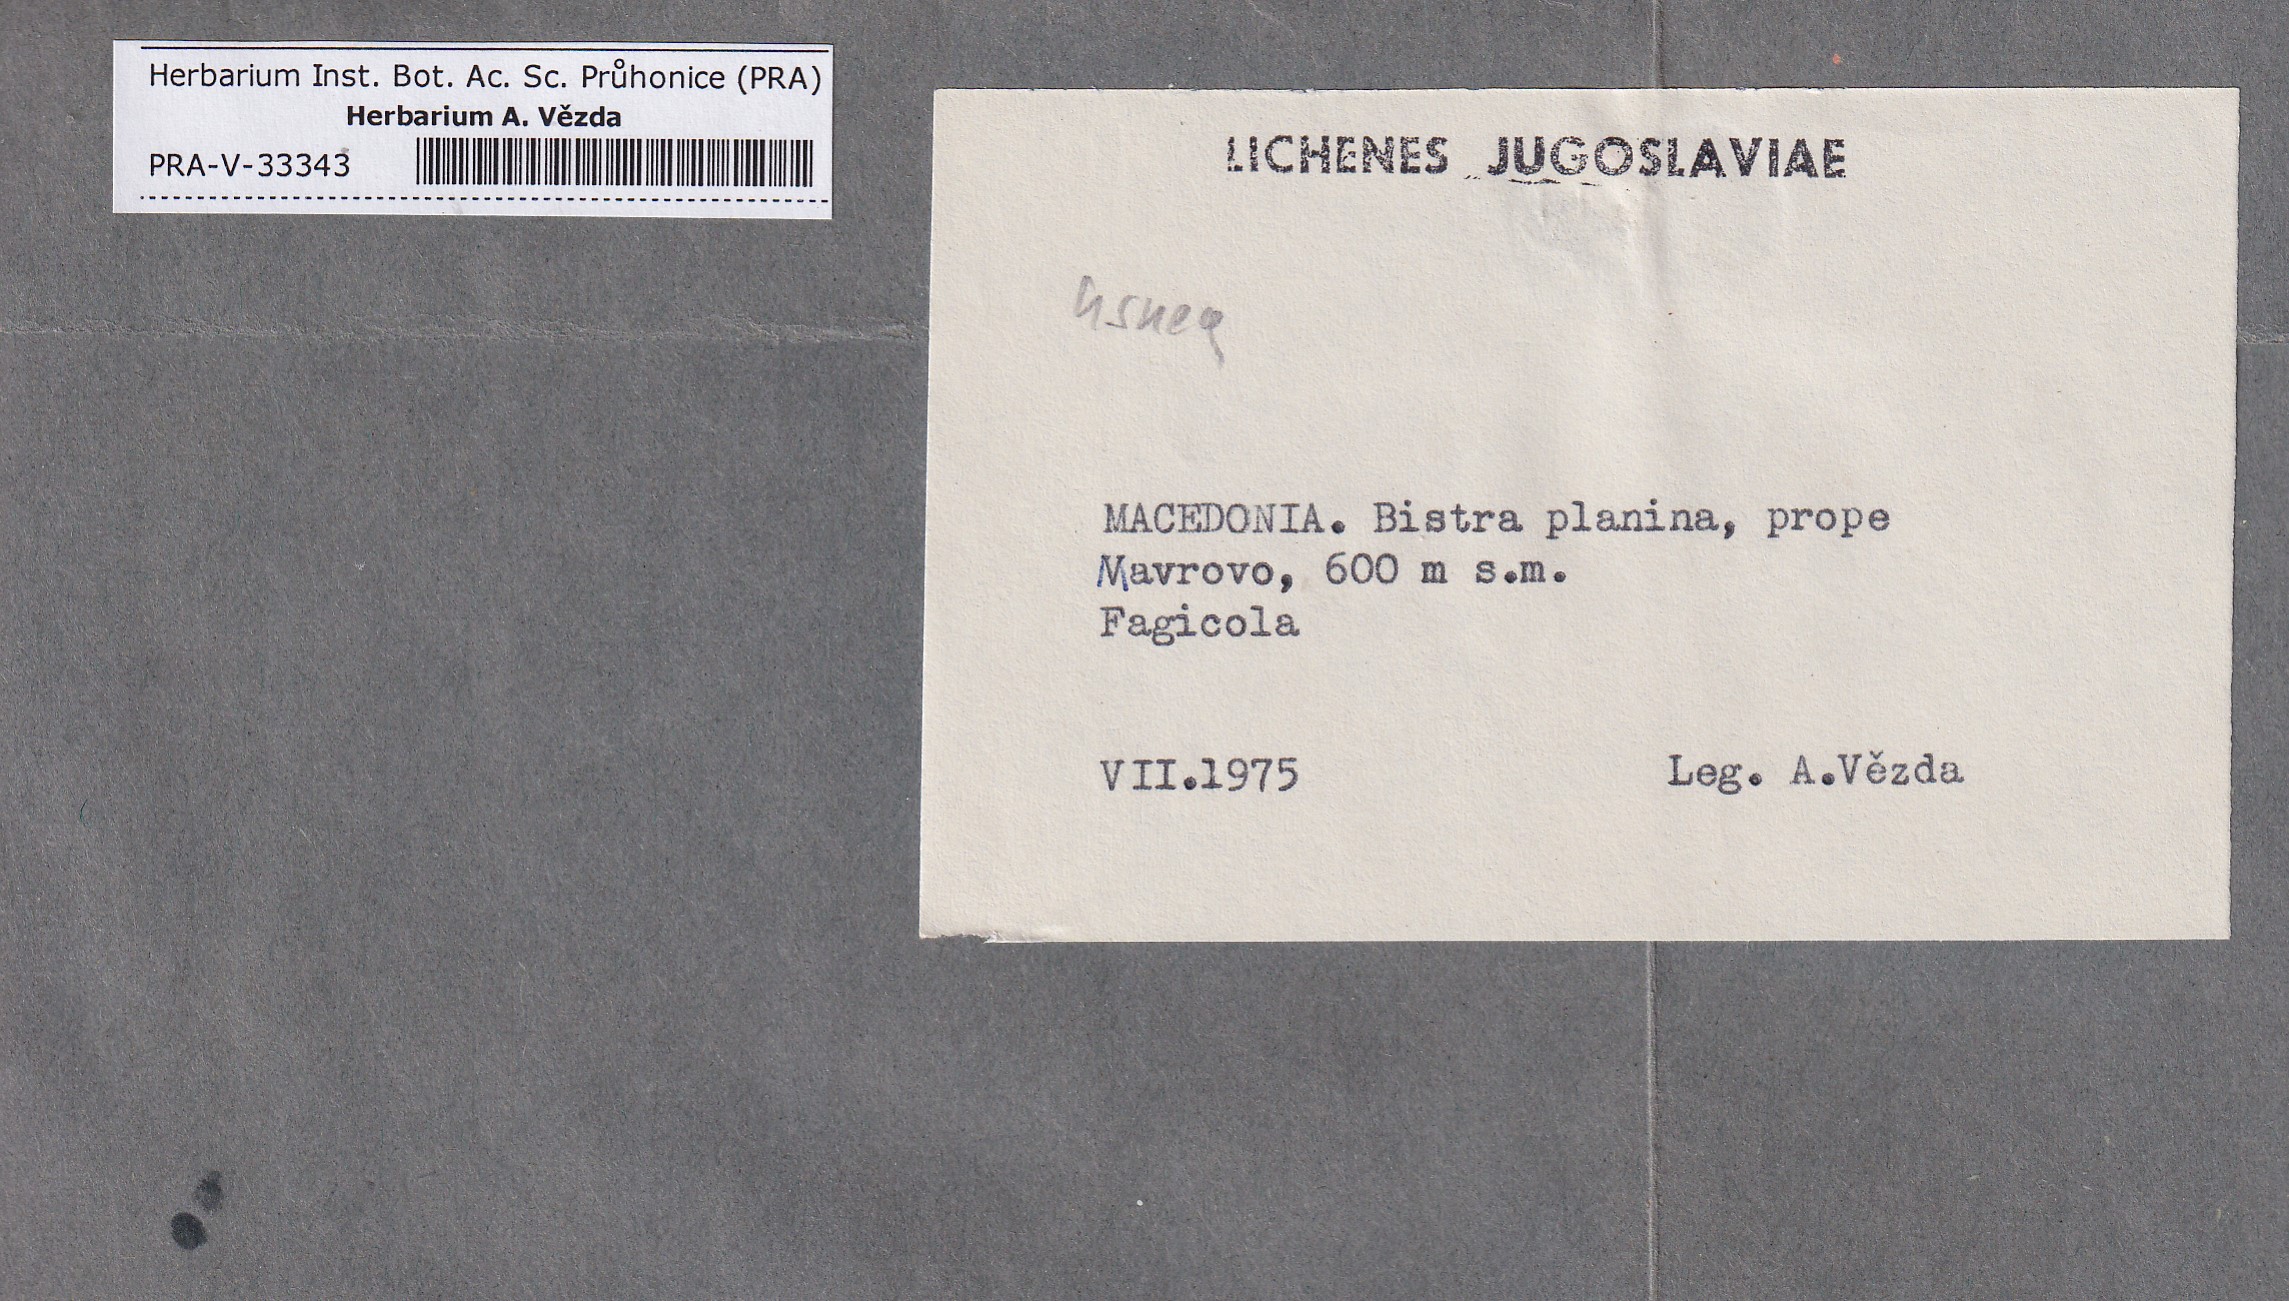 Herbarium Inst. Bot. Ac. Sc. Průhonice (PRA)
Herbarium A. Vězda
PRA-V-33343
LICHENES JUGOSLAVIAE
Usnea
MACEDONIA. Bistra planina, prope
Mavrovo, 600 m s.m.
Fagicola
VII.1975 Leg. A.Vězda